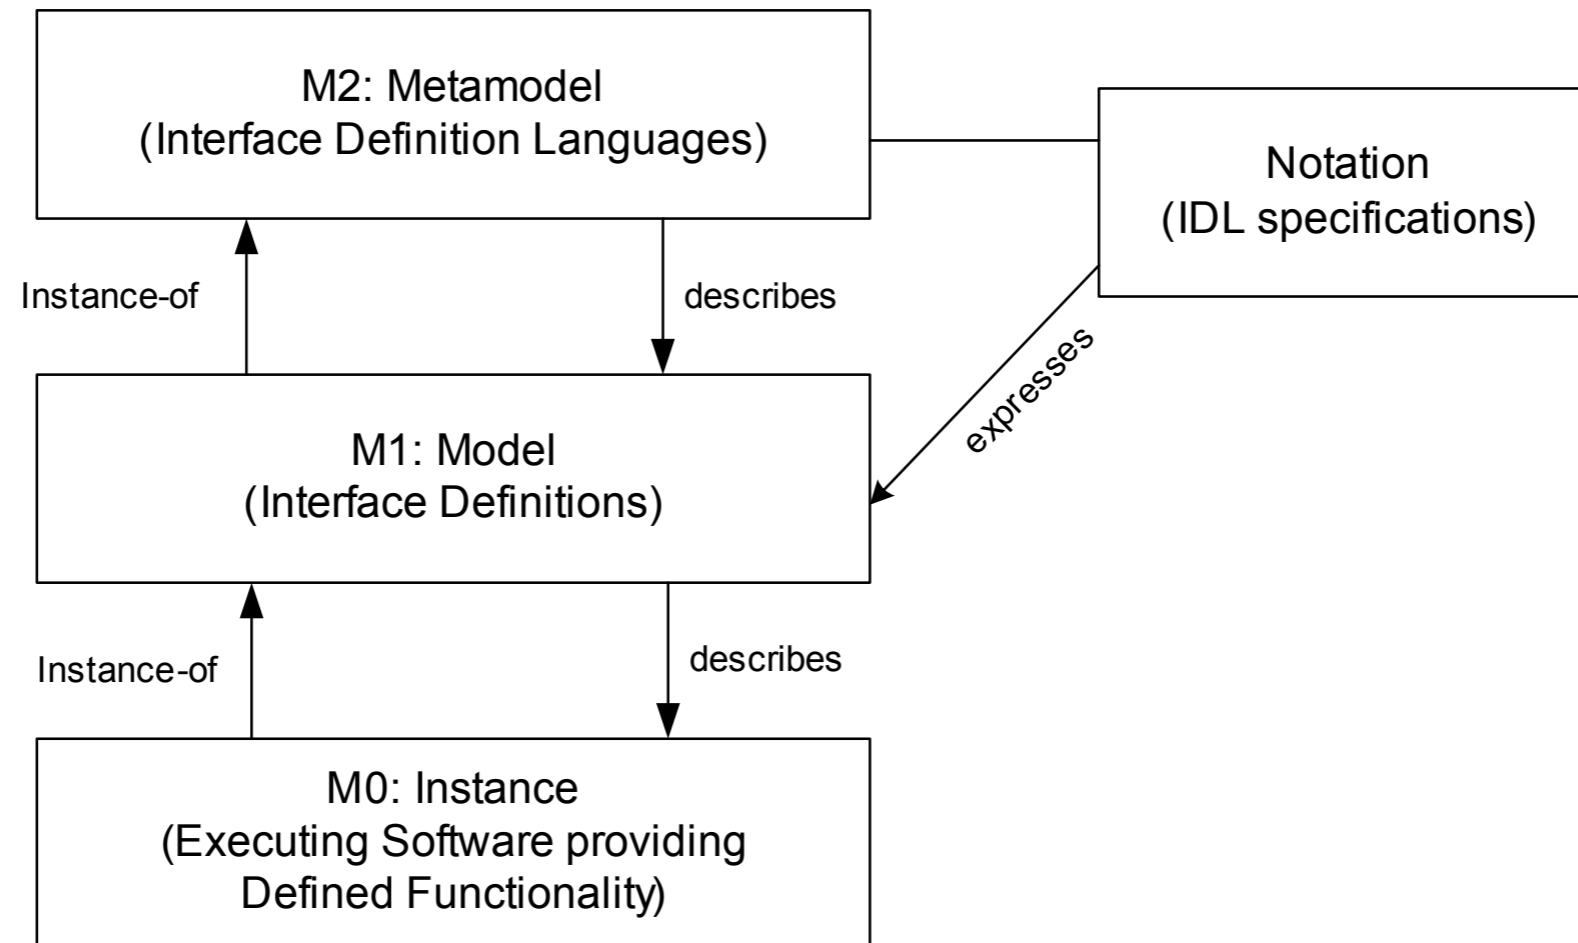 M2: Metamodel
(Interface Definition Languages)
Notation
(IDL specifications)
Instance-of
describes
expresses
M1: Model
(Interface Definitions)
Instance-of
describes
M0: Instance
(Executing Software providing
Defined Functionality)